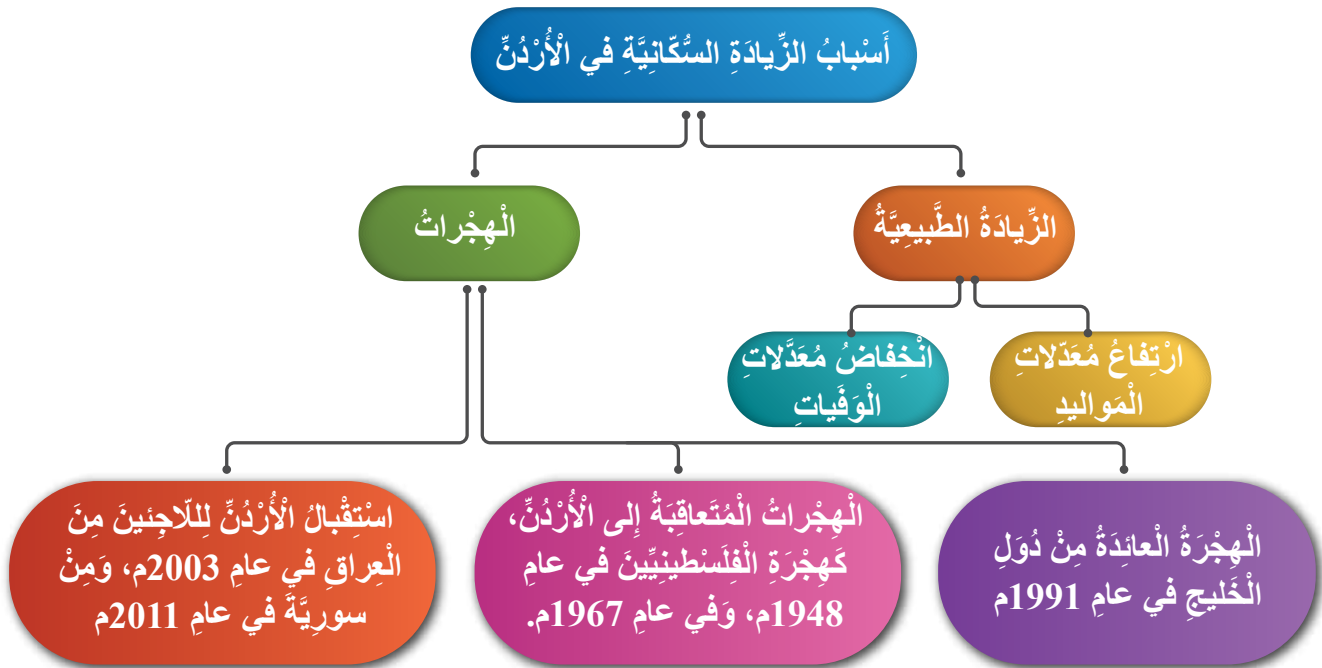 أَسْبابُ الزِّيادَةِ السُّكّانِيَّةِ في الْأُرْدُنِّ
الزِّيادَةُ الطَّبيعِيَّةُ
الْهِجْراتُ
ارْتِفاعُ مُعَدّلاتِ
الْمَواليدِ
انْخِفاضُ مُعَدَّلاتِ
الْوَفَياتِ
الْهِجْرَةُ الْعائِدَةُ مِنْ دُوَلِ
الْخَليجِ في عامِ 1991م
الْهِجْراتُ الْمُتَعاقِبَةُ إِلى الْأُرْدُنِّ،
كَهِجْرَةِ الْفِلَسْطينِيِّينَ في عامِ
1948م، وَفي عامِ 1967م.
اسْتِقْبالُ الْأُرْدُنِّ لِلّاجِئينَ مِنَ
الْعِراقِ في عامِ 2003م، وَمِنْ
سورِيَّةَ في عامِ 2011م